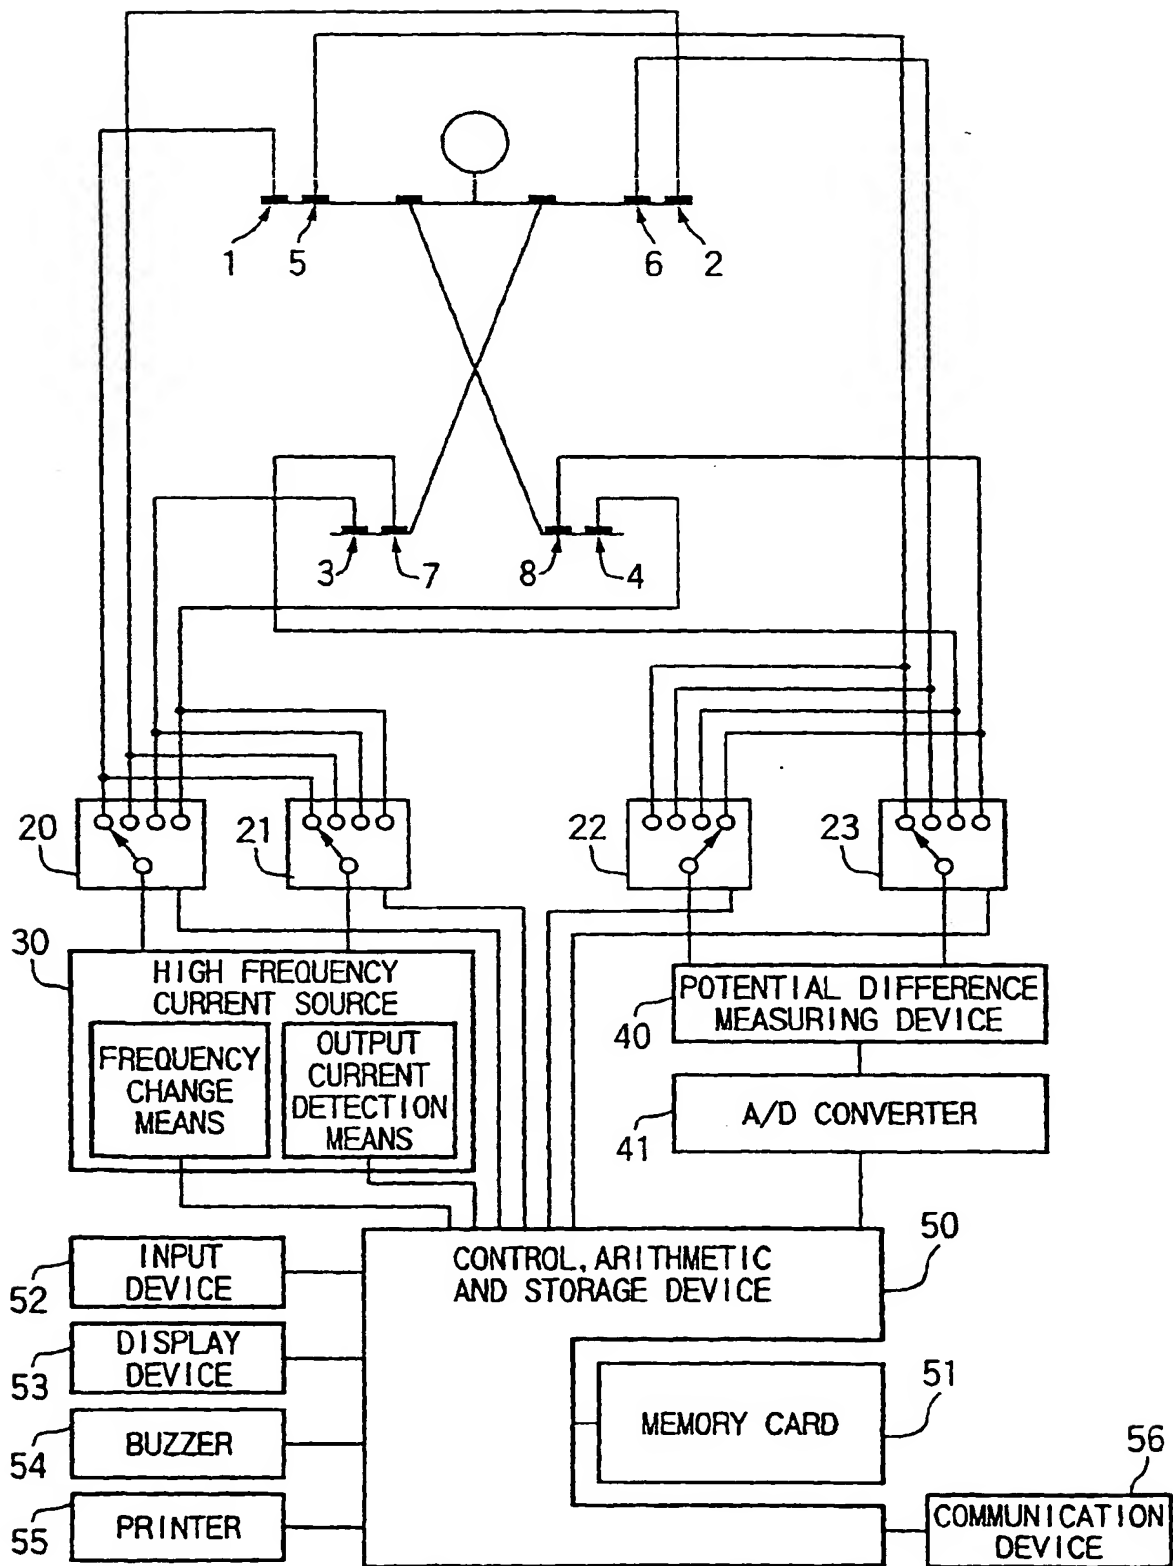 1
5
6
2
3
7
8
4
20
21
22
23
30
HIGH FREQUENCY
CURRENT SOURCE
FREQUENCY
CHANGE
MEANS
OUTPUT
CURRENT
DETECTION
MEANS
40
POTENTIAL DIFFERENCE
MEASURING DEVICE
41
A/D CONVERTER
50
CONTROL, ARITHMETIC
AND STORAGE DEVICE
52
INPUT
DEVICE
53
DISPLAY
DEVICE
51
MEMORY CARD
54
BUZZER
55
PRINTER
56
COMMUNICATION
DEVICE